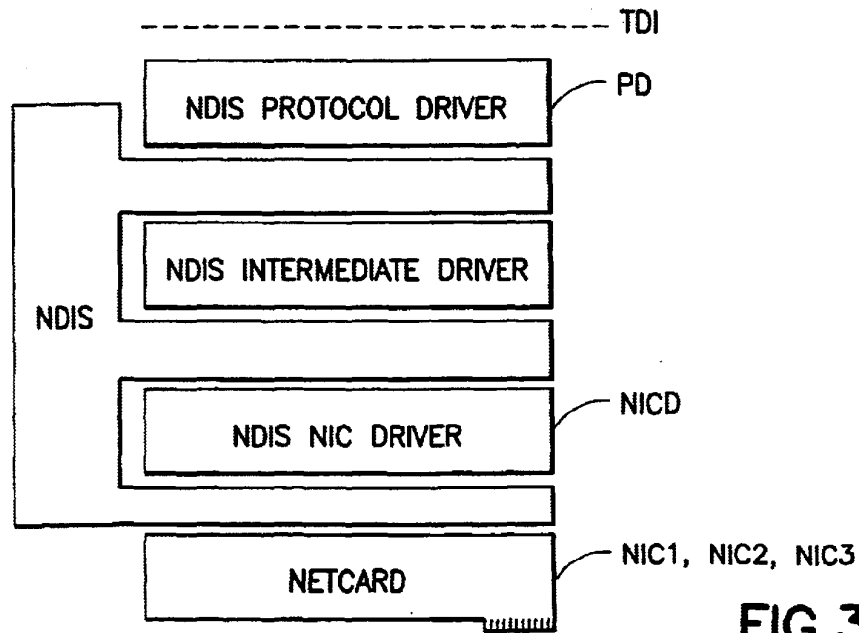 TDI
NDIS PROTOCOL DRIVER
PD
NDIS INTERMEDIATE DRIVER
NDIS
NDIS NIC DRIVER
NICD
NETCARD
NIC1, NIC2, NIC3
FIG.3